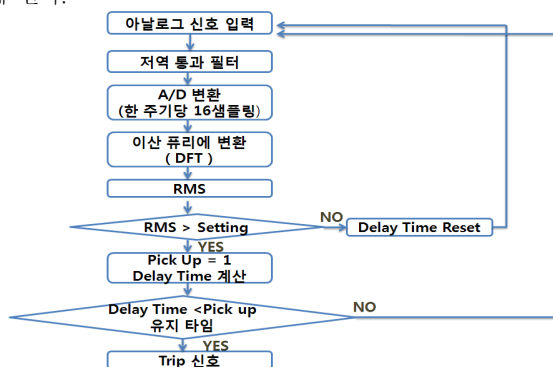 아날로그 신호 입력
저역 통과 필터
A/D 변환
(한 주기당 16샘플링)
이산 퓨리에 변환
( DFT )
RMS
RMS > Setting
NO
Delay Time Reset
YES
Pick Up = 1
Delay Time 계산
Delay Time <Pick up
유지 타임
NO
YES
Trip 신호